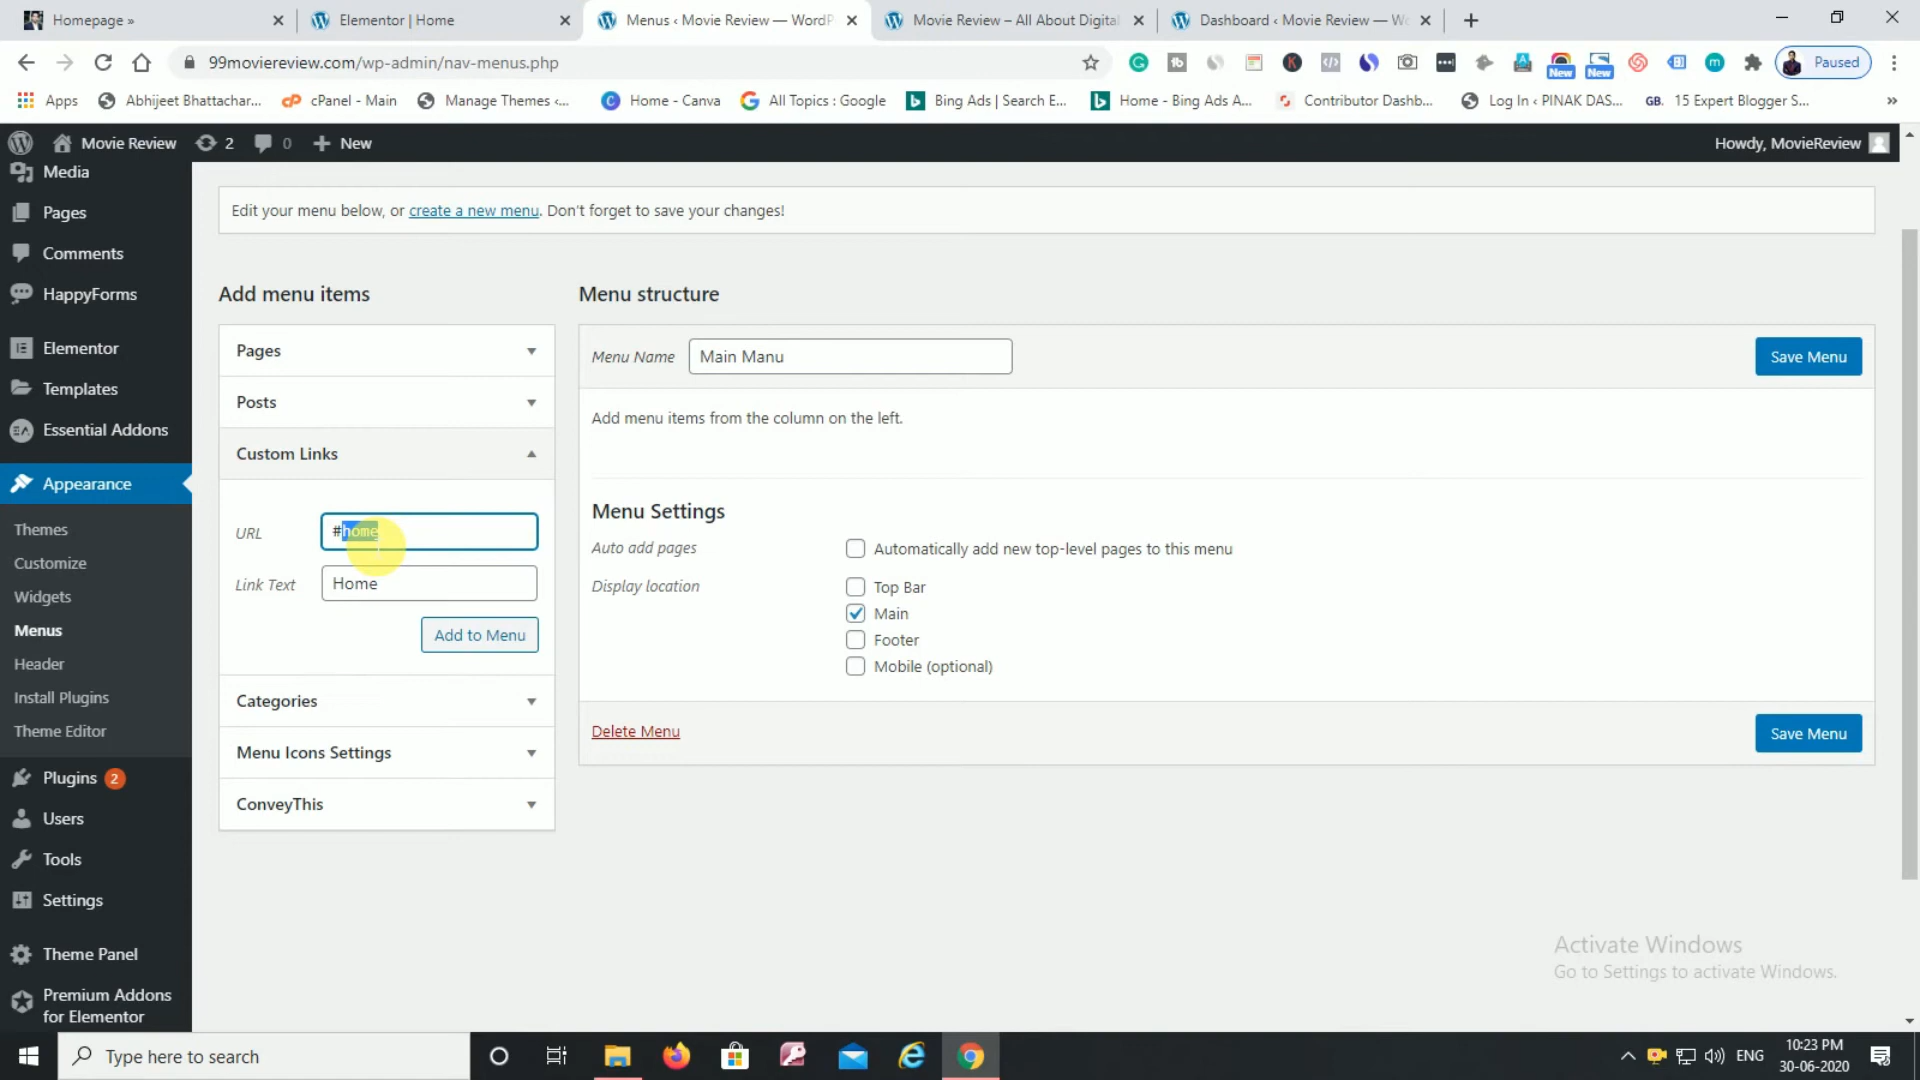 Homepage »
Elementor | Home
Menus ‹ Movie Review — WordP
Movie Review – All About Digital
Dashboard ‹ Movie Review — Wo
99moviereview.com/wp-admin/nav-menus.php
New
New
Paused
Apps
Abhijeet Bhattachar...
cPanel - Main
Manage Themes ‹...
Home - Canva
All Topics : Google
Bing Ads | Search E...
Home - Bing Ads A...
Contributor Dashb...
Log In ‹ PINAK DAS...
GB. 15 Expert Blogger S...
»
Movie Review
2
0
New
Howdy, MovieReview
Media
Pages
Comments
HappyForms
Elementor
Templates
Essential Addons
Appearance
Themes
Customize
Widgets
Menus
Header
Install Plugins
Theme Editor
Plugins 2
Users
Tools
Settings
Theme Panel
Premium Addons
for Elementor
Edit your menu below, or create a new menu. Don't forget to save your changes!
Add menu items
Pages
Posts
Custom Links
URL #home
Link Text Home
Add to Menu
Categories
Menu Icons Settings
ConveyThis
Menu structure
Menu Name Main Manu
Save Menu
Add menu items from the column on the left.
Menu Settings
Auto add pages
Automatically add new top-level pages to this menu
Display location
Top Bar
Main
Footer
Mobile (optional)
Delete Menu
Save Menu
Activate Windows
Go to Settings to activate Windows.
Type here to search
ENG
10:23 PM
30-06-2020